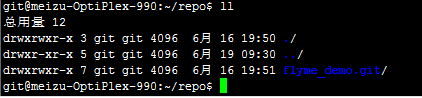 git@meizu-OptiPlex-990:~/repo$ ll
总用量 12
drwxrwxr-x 3 git git 4096  6月 16 19:50 ./
drwxr-xr-x 5 git git 4096  6月 19 09:30 ../
drwxrwxr-x 7 git git 4096  6月 16 19:51 flyme_demo.git/
git@meizu-OptiPlex-990:~/repo$